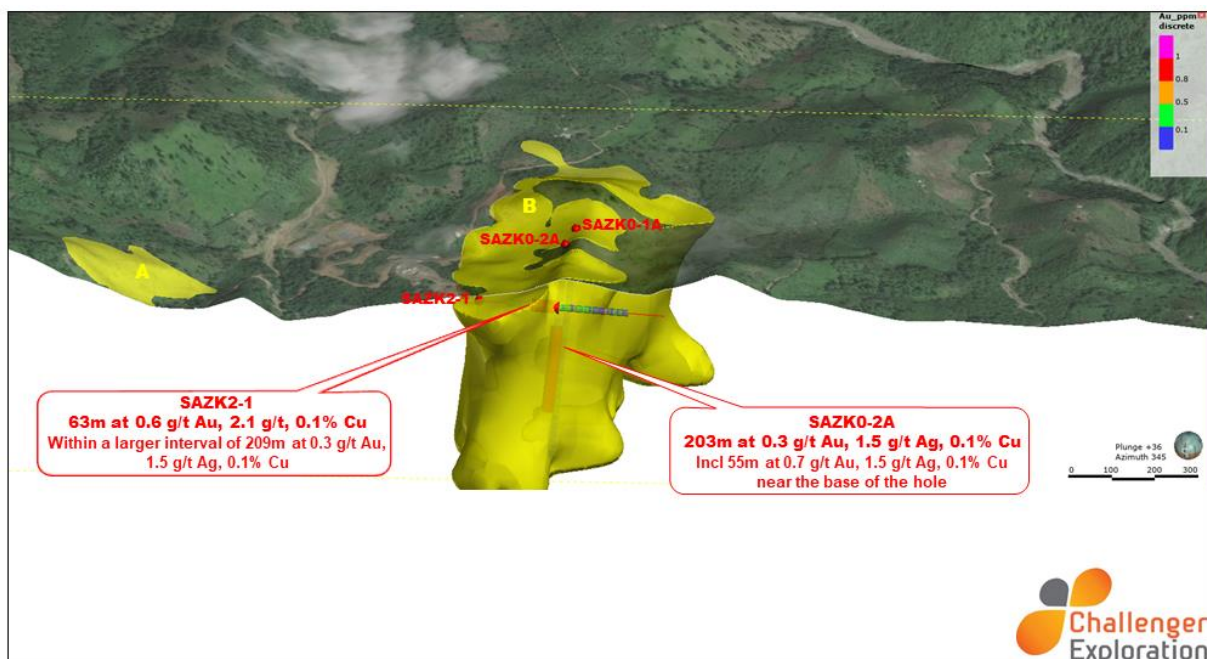 Au_ppm
discrete
1
0.8
0.5
0.1
B
SAZK0-1A
SAZK0-2A
A
SAZK2-1
SAZK2-1
63m at 0.6 g/t Au, 2.1 g/t, 0.1% Cu
Within a larger interval of 209m at 0.3 g/t Au,
1.5 g/t Ag, 0.1% Cu
SAZK0-2A
203m at 0.3 g/t Au, 1.5 g/t Ag, 0.1% Cu
Incl 55m at 0.7 g/t Au, 1.5 g/t Ag, 0.1% Cu
near the base of the hole
Plunge +36
Azimuth 345
0 100 200 300
Challenger
Exploration